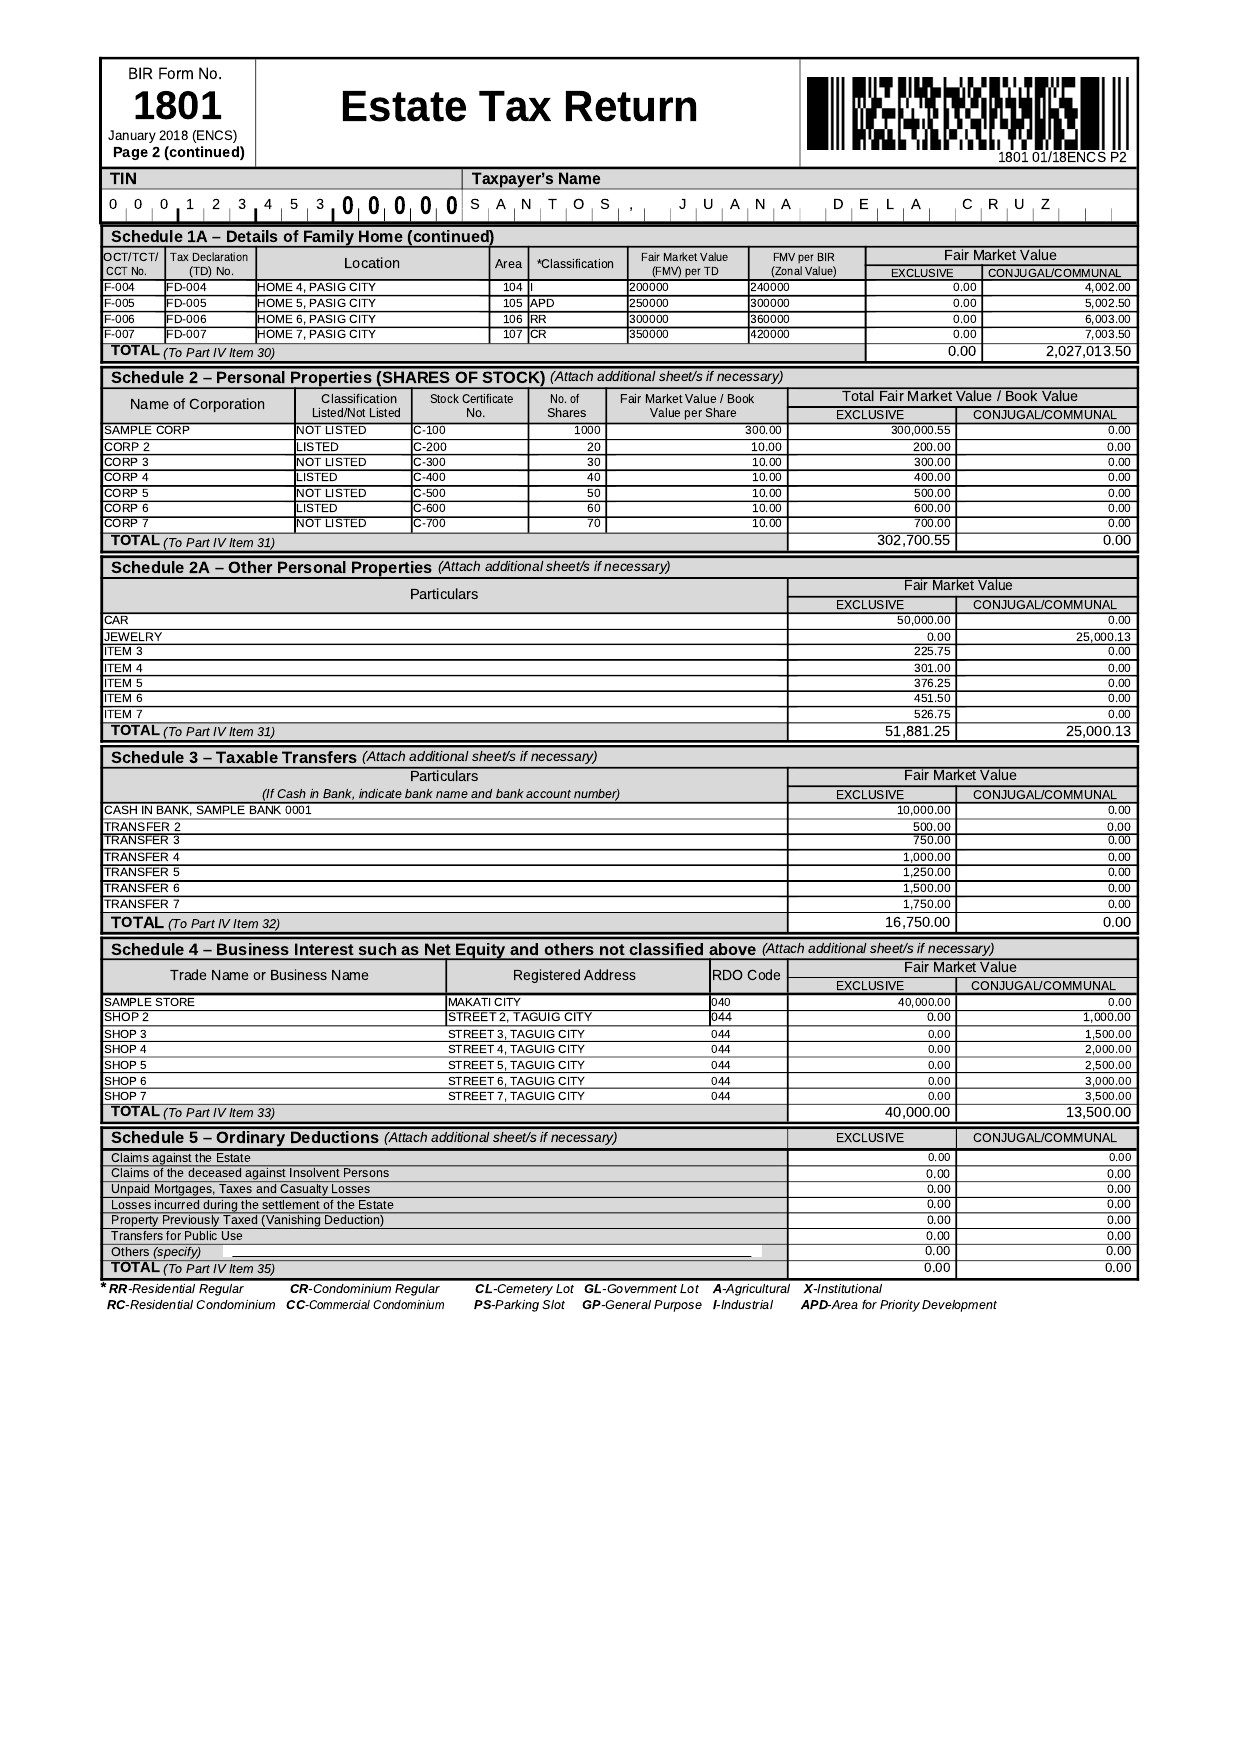 BIR Form No.
1801
January 2018 (ENCS)
Page 2 (continued)
Estate Tax Return
1801 01/18ENCS P2
TIN Taxpayer's Name
0 0 0 1 2 3 4 5 3 0 0 0 0 0 S A N T O S , J U A N A D E L A C R U Z
Schedule 1A – Details of Family Home (continued)
OCT/TCT/ CCT No. Tax Declaration (TD) No. Location Area *Classification Fair Market Value (FMV) per TD FMV per BIR (Zonal Value) Fair Market Value
EXCLUSIVE CONJUGAL/COMMUNAL
F-004 FD-004 HOME 4, PASIG CITY 104 I 200000 240000 0.00 4,002.00
F-005 FD-005 HOME 5, PASIG CITY 105 APD 250000 300000 0.00 5,002.50
F-006 FD-006 HOME 6, PASIG CITY 106 RR 300000 360000 0.00 6,003.00
F-007 FD-007 HOME 7, PASIG CITY 107 CR 350000 420000 0.00 7,003.50
TOTAL (To Part IV Item 30) 0.00 2,027,013.50
Schedule 2 – Personal Properties (SHARES OF STOCK) (Attach additional sheet/s if necessary)
Name of Corporation Classification Listed/Not Listed Stock Certificate No. No. of Shares Fair Market Value / Book Value per Share Total Fair Market Value / Book Value
EXCLUSIVE CONJUGAL/COMMUNAL
SAMPLE CORP NOT LISTED C-100 1000 300.00 300,000.55 0.00
CORP 2 LISTED C-200 20 10.00 200.00 0.00
CORP 3 NOT LISTED C-300 30 10.00 300.00 0.00
CORP 4 LISTED C-400 40 10.00 400.00 0.00
CORP 5 NOT LISTED C-500 50 10.00 500.00 0.00
CORP 6 LISTED C-600 60 10.00 600.00 0.00
CORP 7 NOT LISTED C-700 70 10.00 700.00 0.00
TOTAL (To Part IV Item 31) 302,700.55 0.00
Schedule 2A – Other Personal Properties (Attach additional sheet/s if necessary)
Particulars Fair Market Value
EXCLUSIVE CONJUGAL/COMMUNAL
CAR 50,000.00 0.00
JEWELRY 0.00 25,000.13
ITEM 3 225.75 0.00
ITEM 4 301.00 0.00
ITEM 5 376.25 0.00
ITEM 6 451.50 0.00
ITEM 7 526.75 0.00
TOTAL (To Part IV Item 31) 51,881.25 25,000.13
Schedule 3 – Taxable Transfers (Attach additional sheet/s if necessary)
Particulars Fair Market Value
(If Cash in Bank, indicate bank name and bank account number) EXCLUSIVE CONJUGAL/COMMUNAL
CASH IN BANK, SAMPLE BANK 0001 10,000.00 0.00
TRANSFER 2 500.00 0.00
TRANSFER 3 750.00 0.00
TRANSFER 4 1,000.00 0.00
TRANSFER 5 1,250.00 0.00
TRANSFER 6 1,500.00 0.00
TRANSFER 7 1,750.00 0.00
TOTAL (To Part IV Item 32) 16,750.00 0.00
Schedule 4 – Business Interest such as Net Equity and others not classified above (Attach additional sheet/s if necessary)
Trade Name or Business Name Registered Address RDO Code Fair Market Value
EXCLUSIVE CONJUGAL/COMMUNAL
SAMPLE STORE MAKATI CITY 040 40,000.00 0.00
SHOP 2 STREET 2, TAGUIG CITY 044 0.00 1,000.00
SHOP 3 STREET 3, TAGUIG CITY 044 0.00 1,500.00
SHOP 4 STREET 4, TAGUIG CITY 044 0.00 2,000.00
SHOP 5 STREET 5, TAGUIG CITY 044 0.00 2,500.00
SHOP 6 STREET 6, TAGUIG CITY 044 0.00 3,000.00
SHOP 7 STREET 7, TAGUIG CITY 044 0.00 3,500.00
TOTAL (To Part IV Item 33) 40,000.00 13,500.00
Schedule 5 – Ordinary Deductions (Attach additional sheet/s if necessary) EXCLUSIVE CONJUGAL/COMMUNAL
Claims against the Estate 0.00 0.00
Claims of the deceased against Insolvent Persons 0.00 0.00
Unpaid Mortgages, Taxes and Casualty Losses 0.00 0.00
Losses incurred during the settlement of the Estate 0.00 0.00
Property Previously Taxed (Vanishing Deduction) 0.00 0.00
Transfers for Public Use 0.00 0.00
Others (specify) 0.00 0.00
TOTAL (To Part IV Item 35) 0.00 0.00
* RR-Residential Regular CR-Condominium Regular CL-Cemetery Lot GL-Government Lot A-Agricultural X-Institutional
RC-Residential Condominium CC-Commercial Condominium PS-Parking Slot GP-General Purpose I-Industrial APD-Area for Priority Development